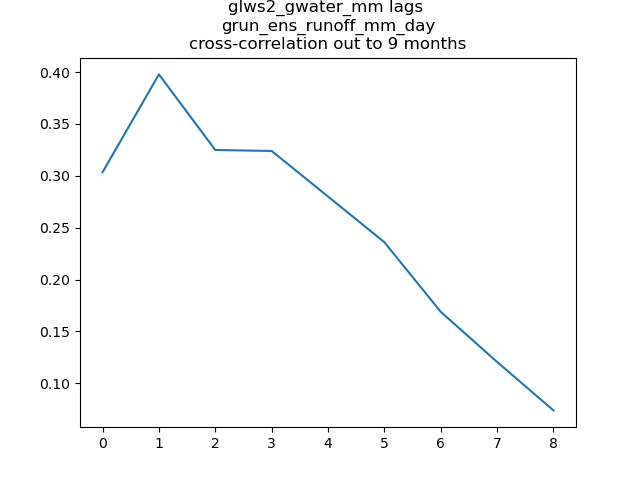 glws2_gwater_mm lags
grun_ens_runoff_mm_day
cross-correlation out to 9 months
0.40
0.35
0.30
0.25
0.20
0.15
0.10
0 1 2 3 4 5 6 7 8